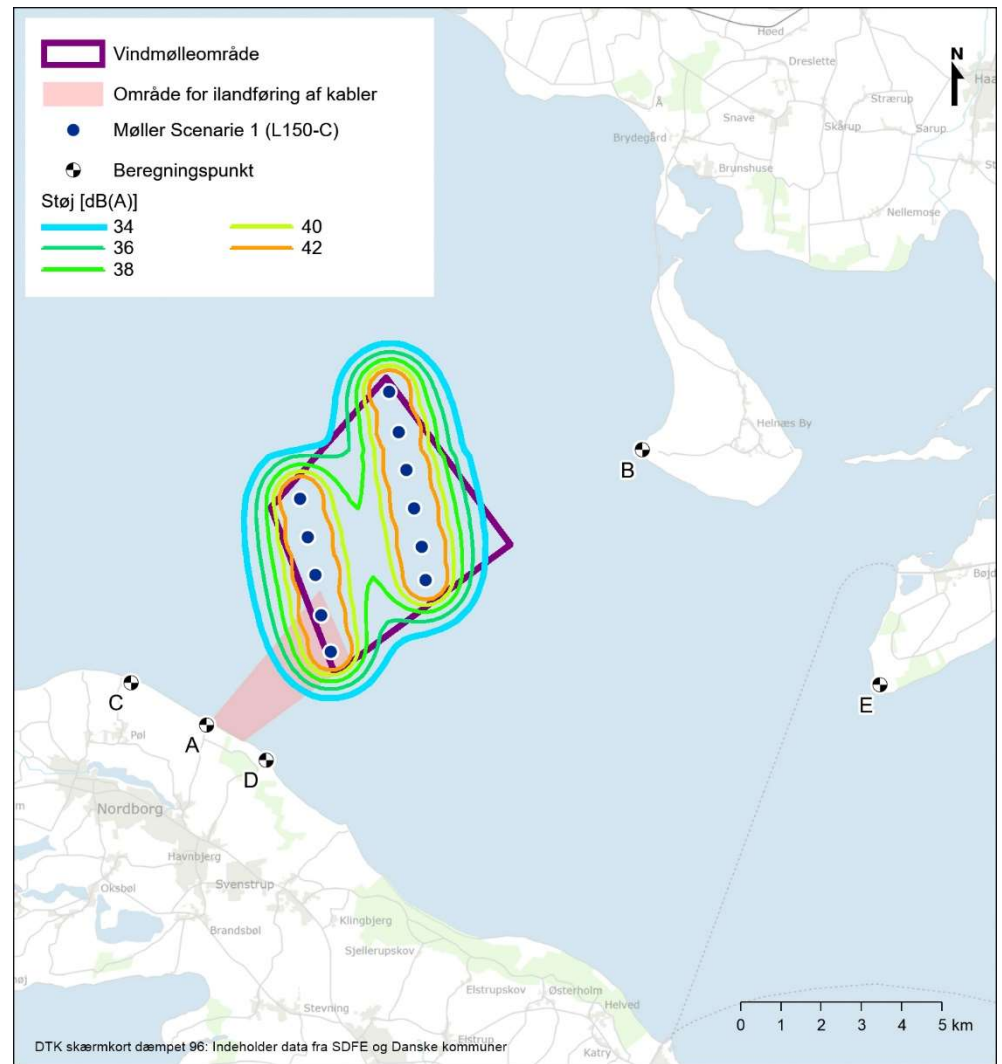 Vindmølleområde
Område for ilandføring af kabler
Møller Scenarie 1 (L150-C)
Beregningspunkt
Støj [dB(A)]
34
40
36
42
38
N
Høed
Dreslette
Haa
Å
Snave
Strærup
Skårup
Sarup
Brydegård
Brunshuse
Nellemose
Helnæs By
B
Bøjd
C
E
A
Pøl
D
Nordborg
Havnbjerg
Oksbøl
Svenstrup
Brandsbøl
Klingbjerg
Sjellerupskov
Elstrupskov
Østerholm
Helved
Stevning
Elstrup
Katry
0 1 2 3 4 5 km
DTK skærmkort dæmpet 96: Indeholder data fra SDFE og Danske kommuner